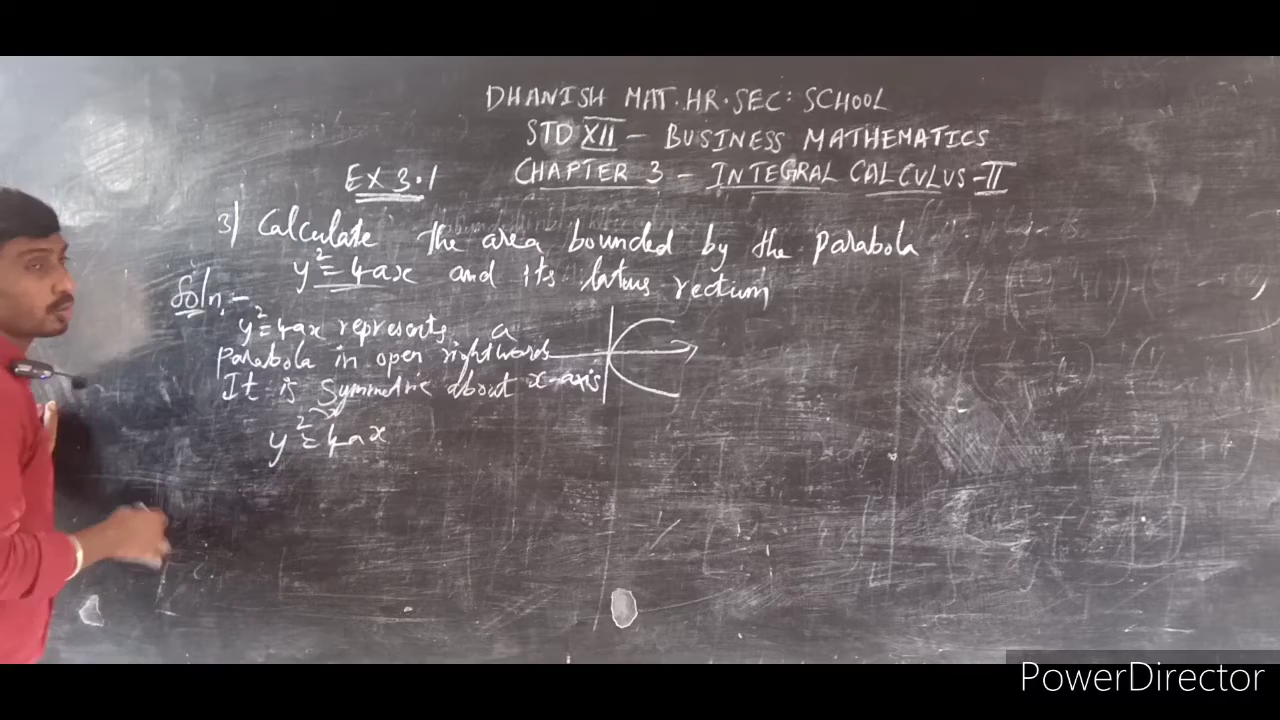 DHANISH MAT.HR.SEC: SCHOOL
STD XII - BUSINESS MATHEMATICS
EX 3.1 CHAPTER 3 - INTEGRAL CALCULUS - II
3) Calculate the area bounded by the parabola
y² = 4ax and its latus rectum
Soln:-
y² = 4ax represents a
parabola in open rightwards
It is Symmetric about x-axis
y² = 4ax
PowerDirector